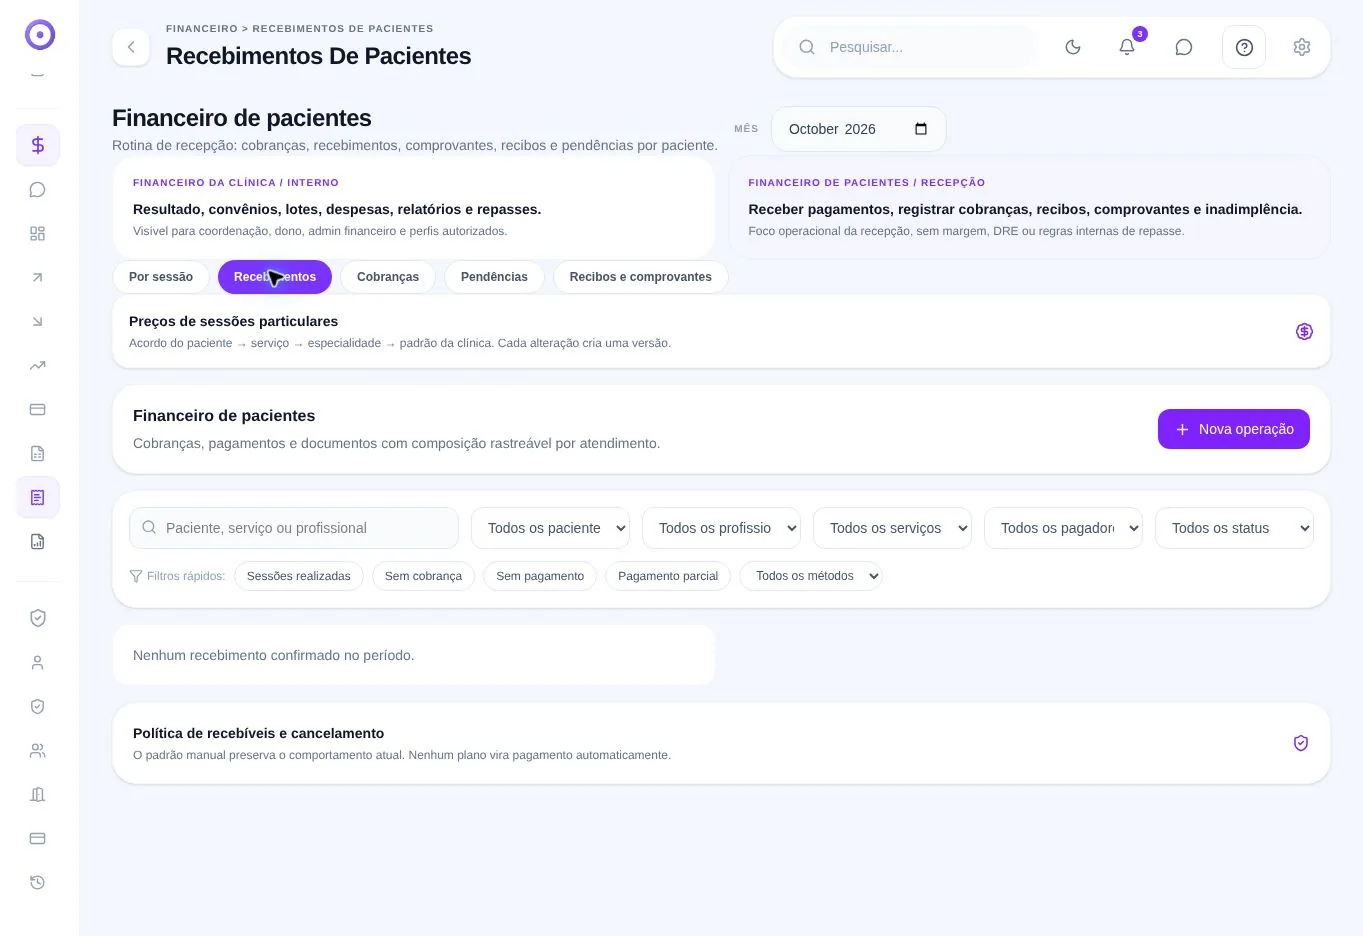 FINANCEIRO > RECEBIMENTOS DE PACIENTES
Recebimentos De Pacientes
Pesquisar...
3
Financeiro de pacientes
Rotina de recepção: cobranças, recebimentos, comprovantes, recibos e pendências por paciente.
MÊS
October 2026
FINANCEIRO DA CLÍNICA / INTERNO
Resultado, convênios, lotes, despesas, relatórios e repasses.
Visível para coordenação, dono, admin financeiro e perfis autorizados.
FINANCEIRO DE PACIENTES / RECEPÇÃO
Receber pagamentos, registrar cobranças, recibos, comprovantes e inadimplência.
Foco operacional da recepção, sem margem, DRE ou regras internas de repasse.
Por sessão
Recebimentos
Cobranças
Pendências
Recibos e comprovantes
Preços de sessões particulares
Acordo do paciente → serviço → especialidade → padrão da clínica. Cada alteração cria uma versão.
Financeiro de pacientes
Cobranças, pagamentos e documentos com composição rastreável por atendimento.
Nova operação
Paciente, serviço ou profissional
Todos os paciente
Todos os profissio
Todos os serviços
Todos os pagador
Todos os status
Filtros rápidos:
Sessões realizadas
Sem cobrança
Sem pagamento
Pagamento parcial
Todos os métodos
Nenhum recebimento confirmado no período.
Política de recebíveis e cancelamento
O padrão manual preserva o comportamento atual. Nenhum plano vira pagamento automaticamente.